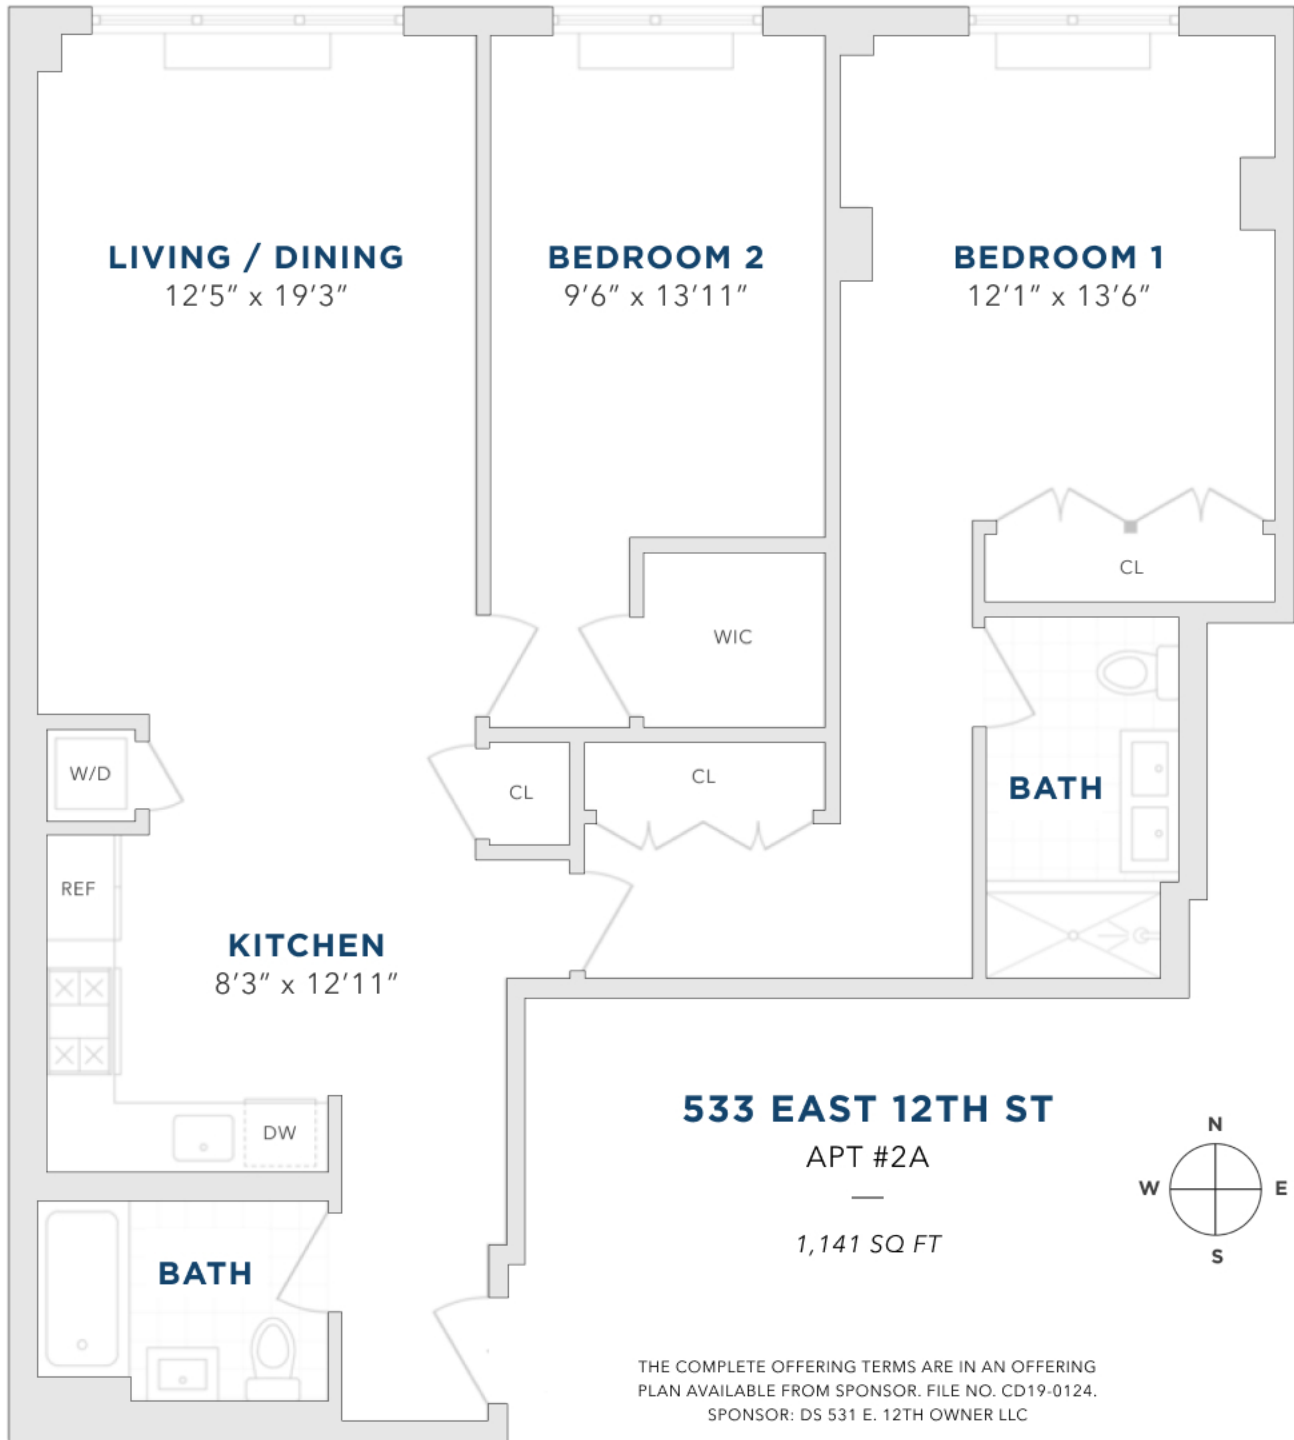 LIVING / DINING
12'5" x 19'3"
BEDROOM 2
9'6" x 13'11"
BEDROOM 1
12'1" x 13'6"
CL
WIC
W/D
CL
CL
BATH
REF
KITCHEN
8'3" x 12'11"
DW
BATH
533 EAST 12TH ST
APT #2A
1,141 SQ FT
N
W E
S
THE COMPLETE OFFERING TERMS ARE IN AN OFFERING
PLAN AVAILABLE FROM SPONSOR. FILE NO. CD19-0124.
SPONSOR: DS 531 E. 12TH OWNER LLC